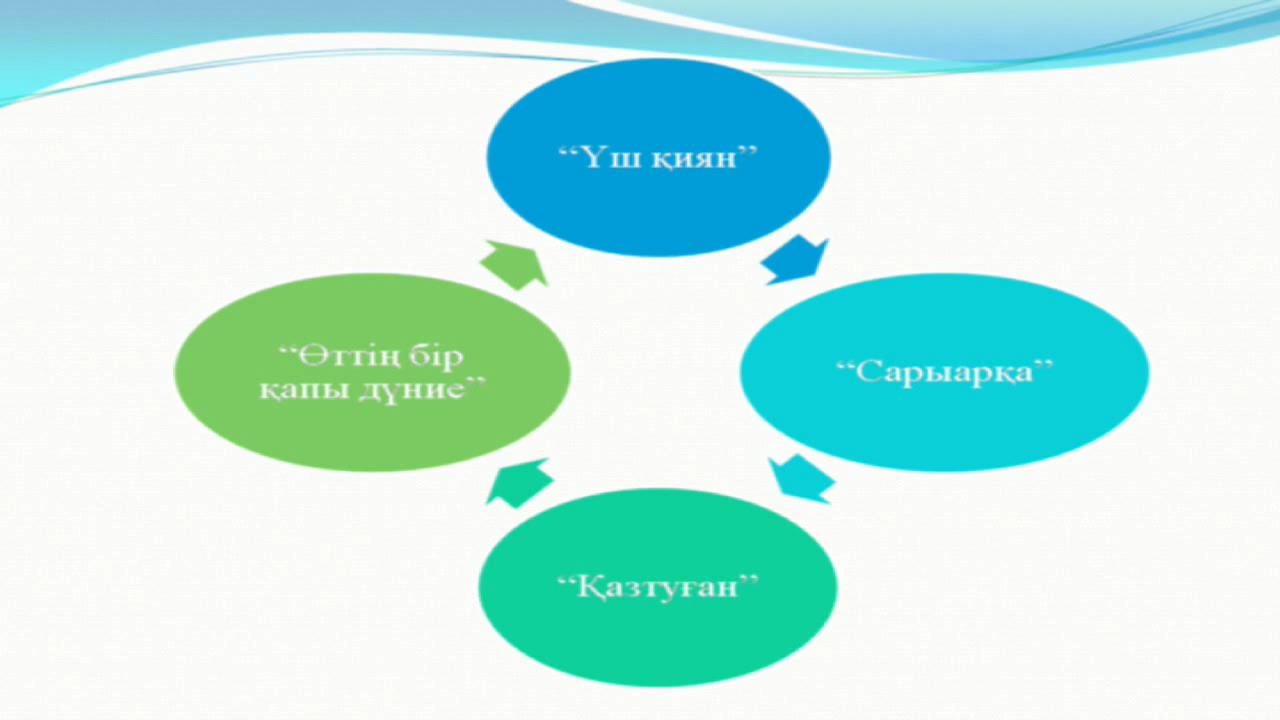 “Үш қиян”
“Өттің бір
қапы дүние”
“Сарыарқа”
“Қазтуған”